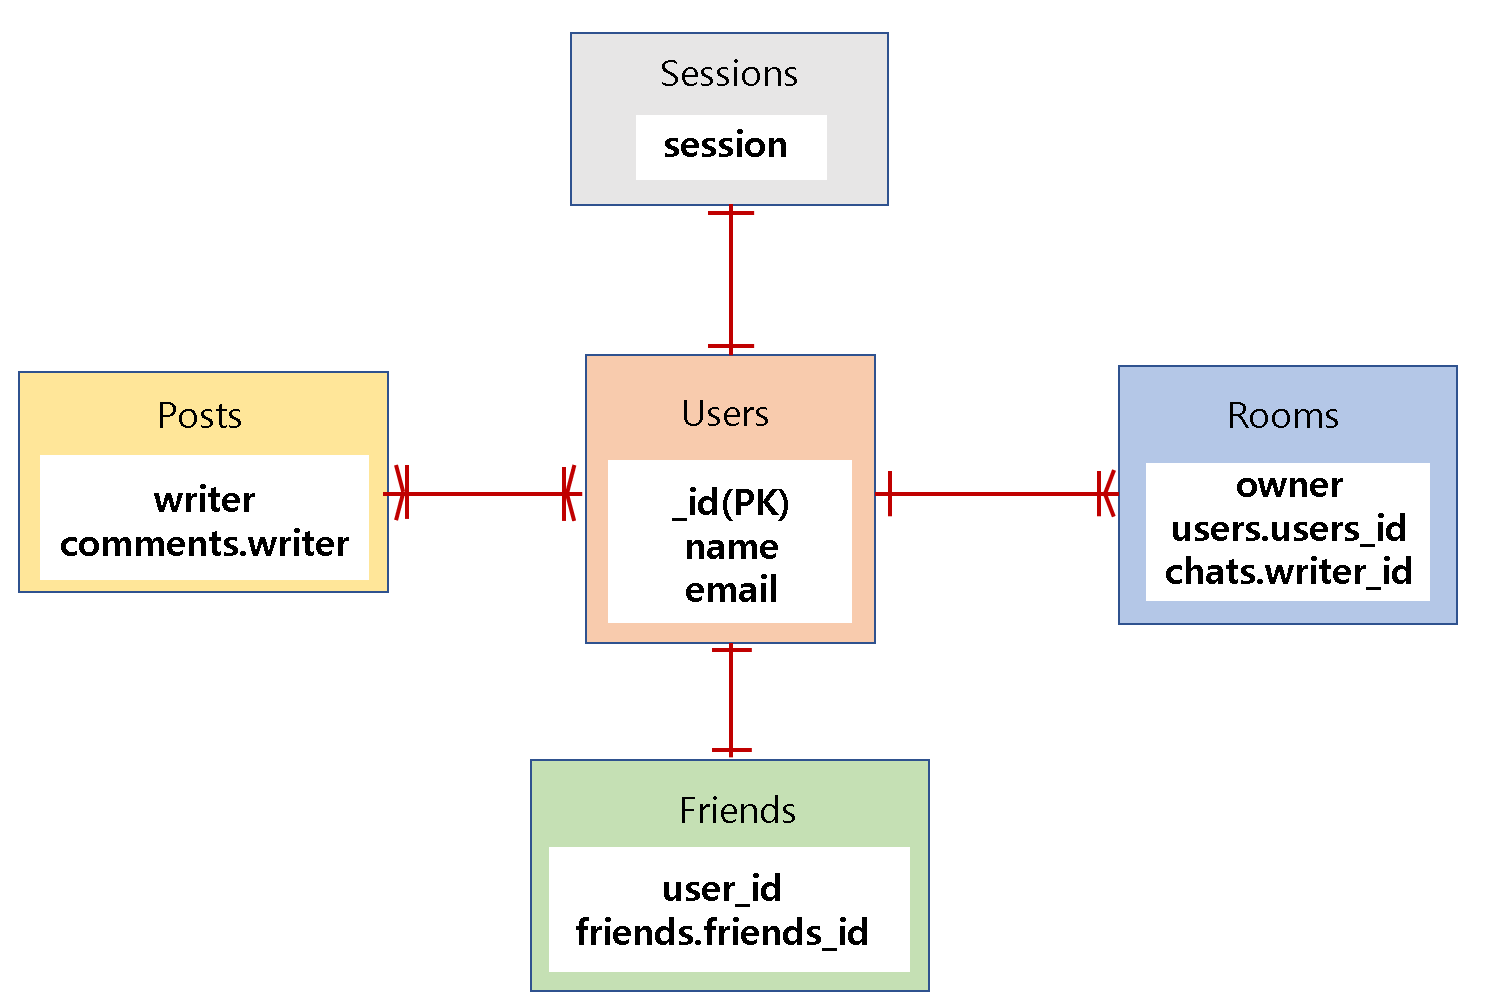 Sessions
session
Posts
writer
comments.writer
Users
_id(PK)
name
email
Rooms
owner
users.users_id
chats.writer_id
Friends
user_id
friends.friends_id